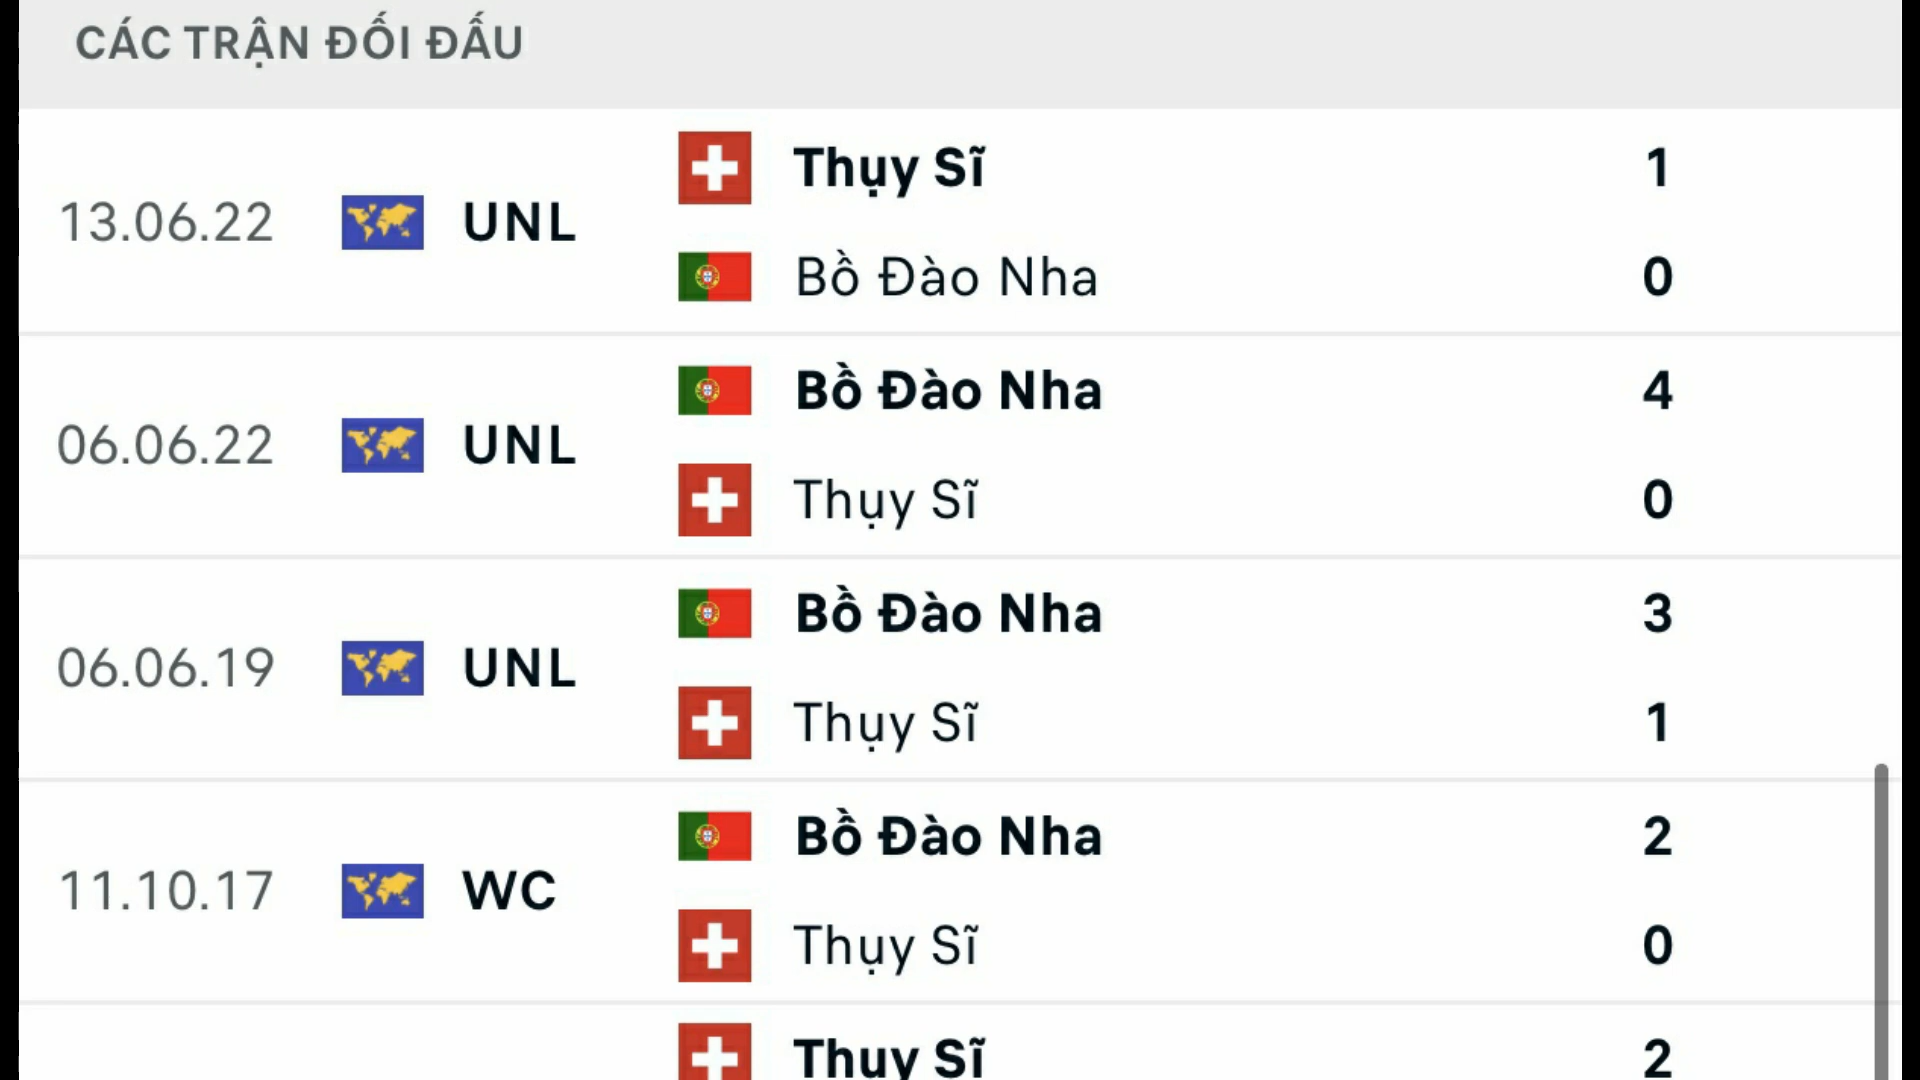 CÁC TRẬN ĐỐI ĐẤU
13.06.22 UNL Thụy Sĩ 1
Bồ Đào Nha 0
06.06.22 UNL Bồ Đào Nha 4
Thụy Sĩ 0
06.06.19 UNL Bồ Đào Nha 3
Thụy Sĩ 1
11.10.17 WC Bồ Đào Nha 2
Thụy Sĩ 0
Thụy Sĩ 2